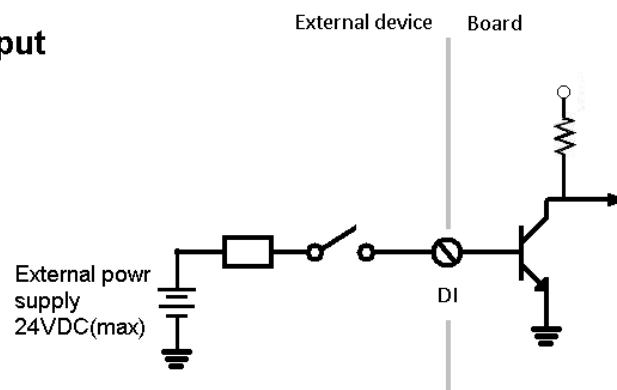 External device
Board
put
External powr
supply
24VDC(max)
DI